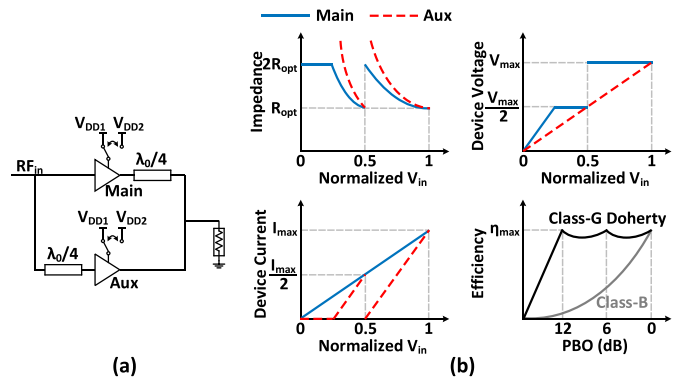 Main Aux
(a)
V_DD1 V_DD2
RF_in
λ₀/4
Main
V_DD1 V_DD2
λ₀/4
Aux
Impedance
2R_opt
R_opt
0
0.5
1
Normalized V_in
Device Voltage
V_max
V_max
2
0
0.5
1
Normalized V_in
Device Current
I_max
I_max
2
0
0.5
1
Normalized V_in
Efficiency
η_max
Class-G Doherty
Class-B
12
6
0
PBO (dB)
(a)
(b)